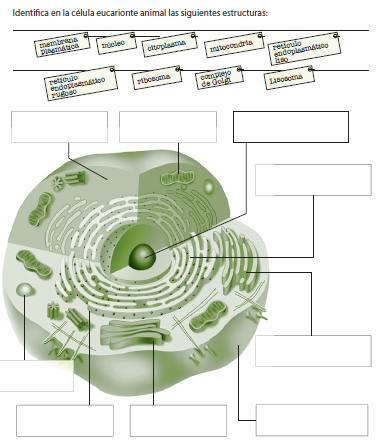 Identifica en la célula eucarionte animal las siguientes estructuras:
membrana
plasmática
núcleo
citoplasma
mitocondria
retículo
endoplasmático
liso
retículo
endoplasmático
rugoso
ribosoma
complejo
de Golgi
Lisosoma